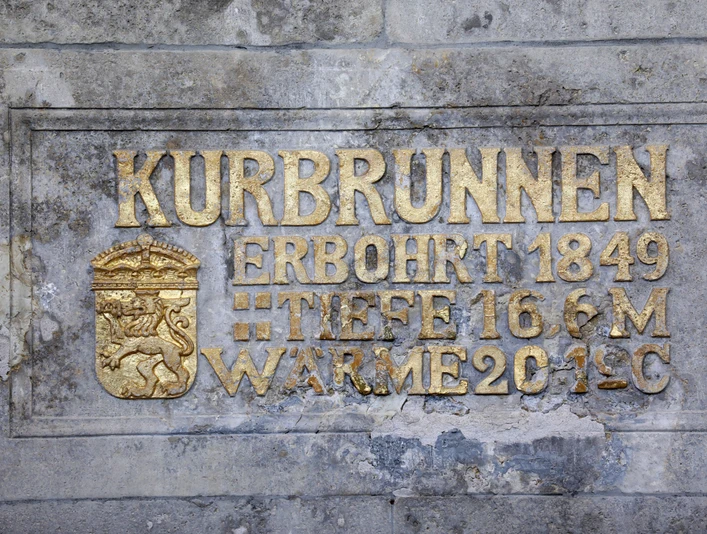 KURBRUNNEN
ERBOHRT 1849
TIEFE 16,6 M
WÄRME 20,1°C